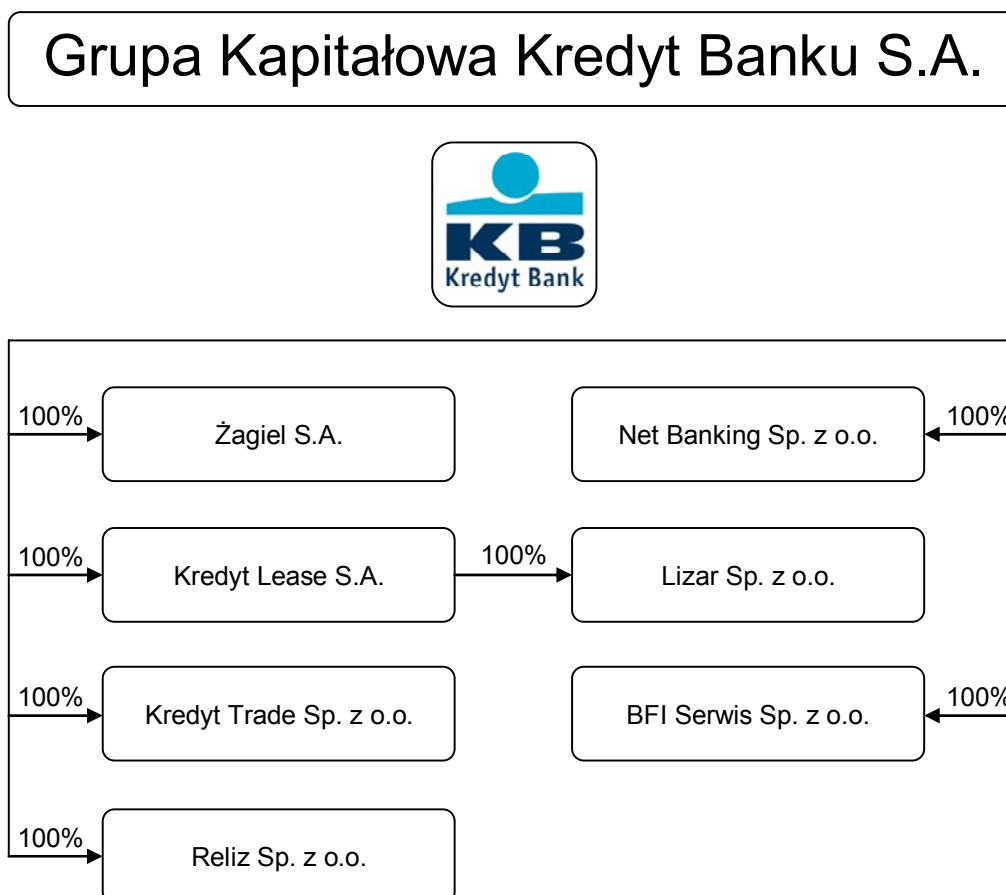 Grupa Kapitałowa Kredyt Banku S.A.
KB
Kredyt Bank
100%
Żagiel S.A.
Net Banking Sp. z o.o.
100%
100%
Kredyt Lease S.A.
100%
Lizar Sp. z o.o.
100%
Kredyt Trade Sp. z o.o.
BFI Serwis Sp. z o.o.
100%
100%
Reliz Sp. z o.o.